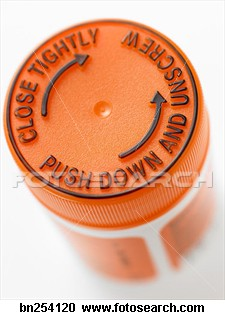 CLOSE TIGHTLY
PUSH DOWN AND UNSCREW
FOTOSEARCH
bn254120 www.fotosearch.com